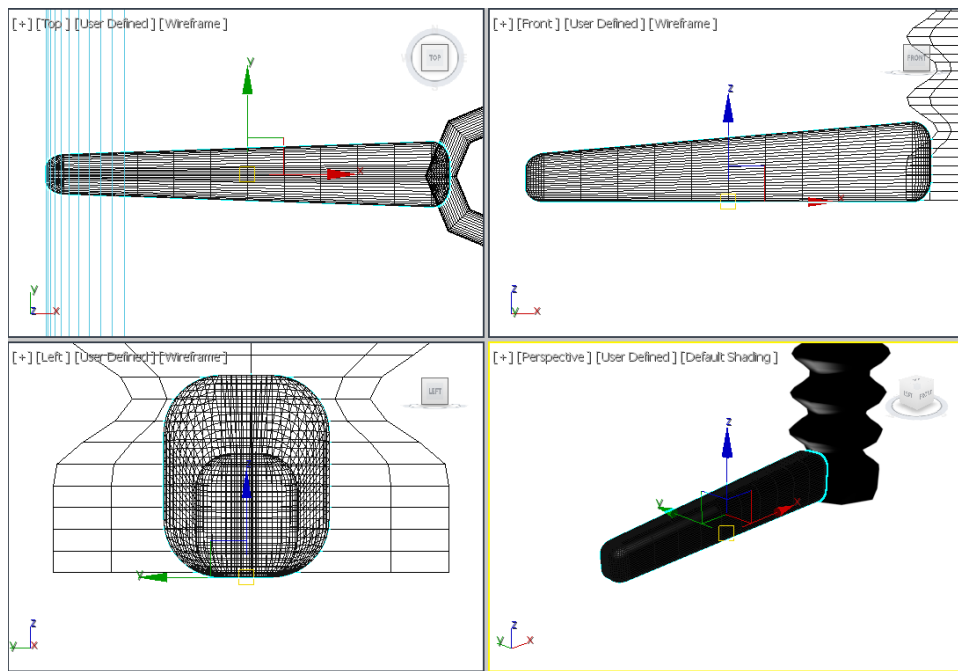 [+] [Top ] [User Defined ] [Wireframe ]
TOP
y
x
y
z x
[+] [Front ] [User Defined ] [Wireframe ]
FRONT
z
x
z
y x
[+] [Left ] [User Defined ] [Wireframe ]
LEFT
z
y
z
y x
[+] [Perspective ] [User Defined ] [Default Shading ]
FRONT
z
y x
z
y x